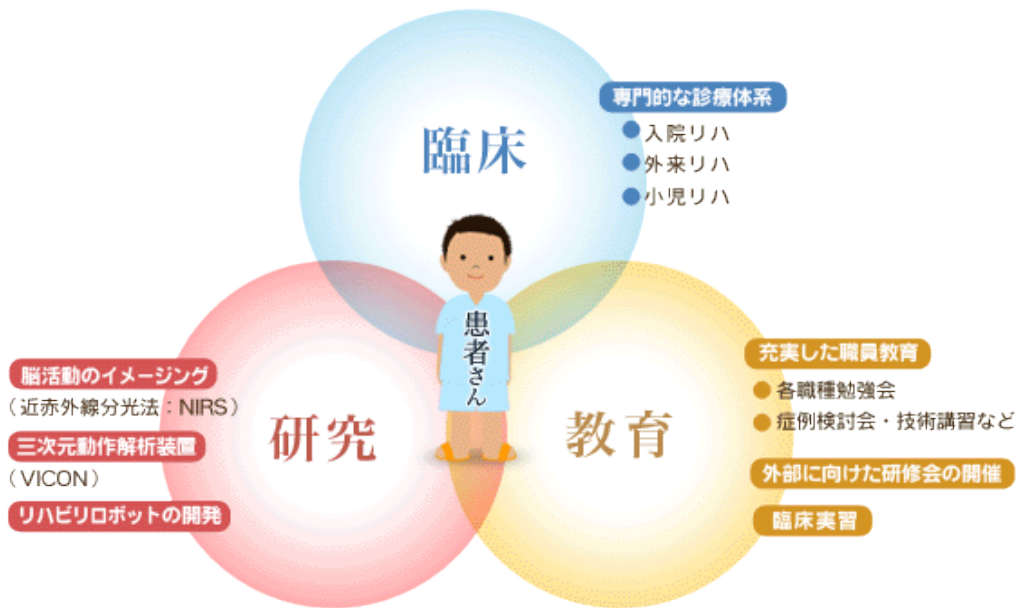 臨床
専門的な診療体系
●入院リハ
●外来リハ
●小児リハ
患者さん
研究
脳活動のイメージング
(近赤外線分光法:NIRS)
三次元動作解析装置
(VICON)
リハビリロボットの開発
教育
充実した職員教育
●各職種勉強会
●症例検討会・技術講習など
外部に向けた研修会の開催
臨床実習